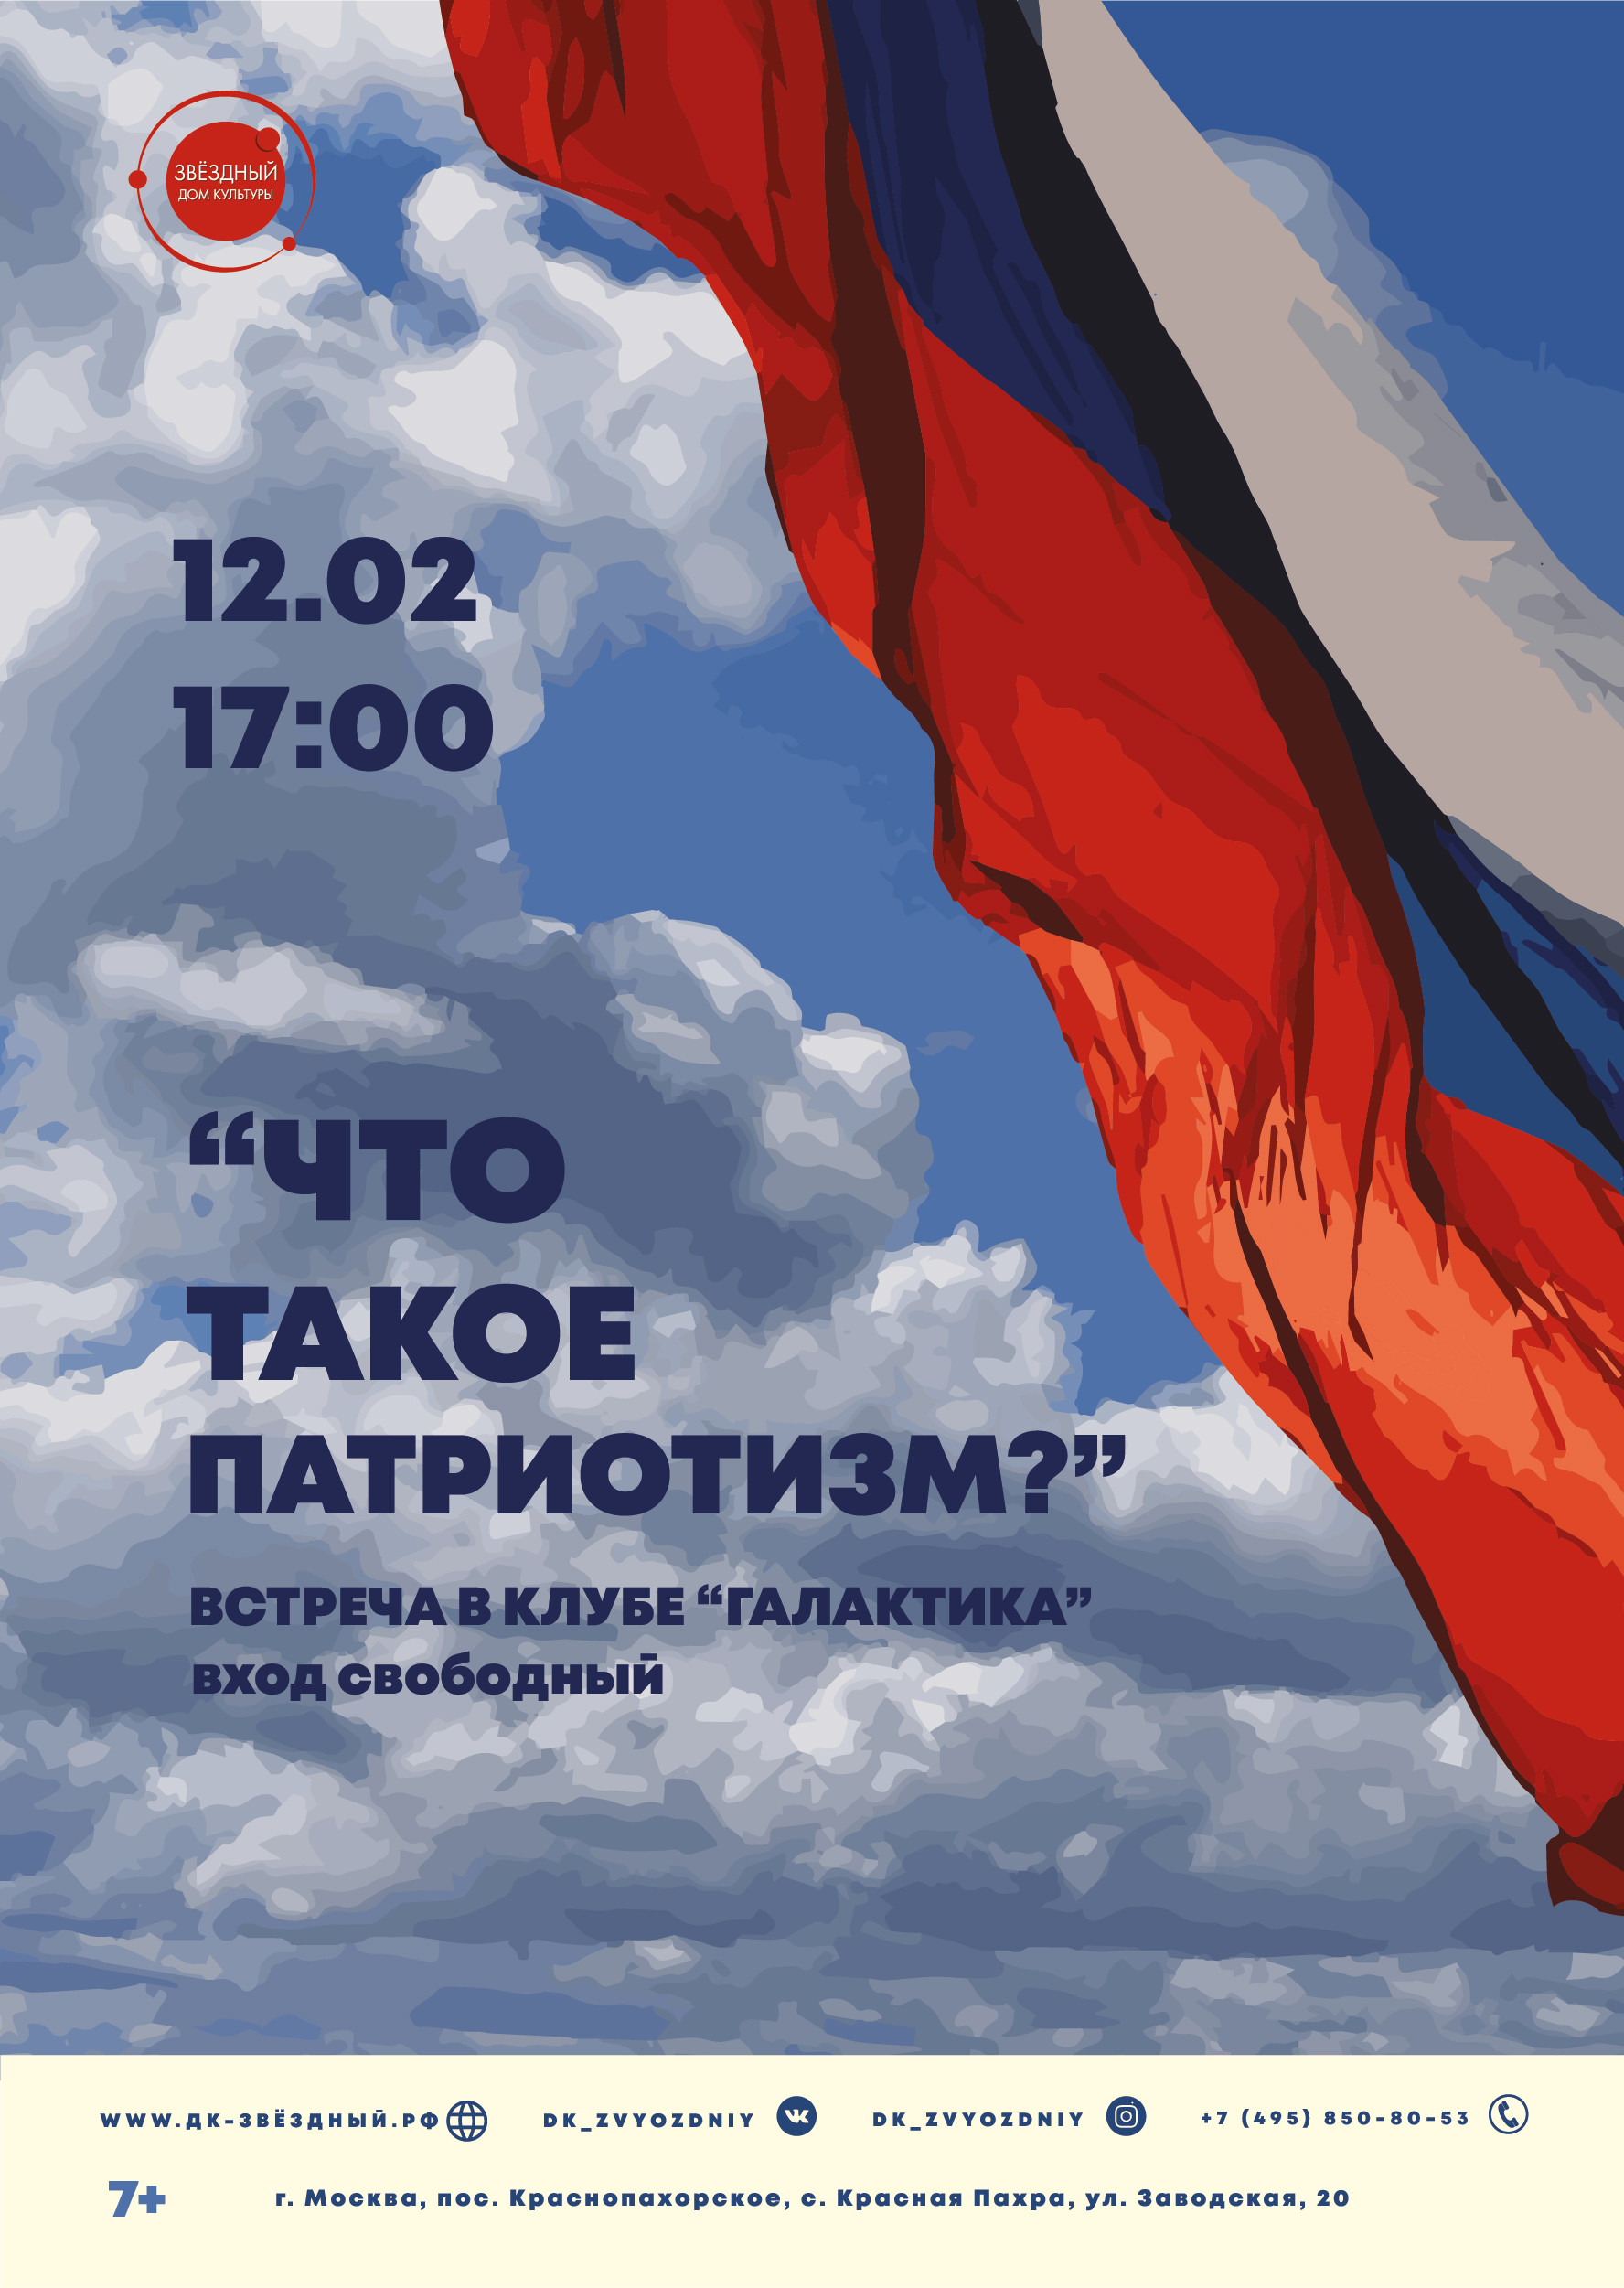 ЗВЁЗДНЫЙ
ДОМ КУЛЬТУРЫ
12.02
17:00
“ЧТО
ТАКОЕ
ПАТРИОТИЗМ?”
ВСТРЕЧА В КЛУБЕ “ГАЛАКТИКА”
вход свободный
WWW.ДК-ЗВЁЗДНЫЙ.РФ DK_ZVYOZDNIY DK_ZVYOZDNIY +7 (495) 850-80-53
7+ г. Москва, пос. Краснопахорское, с. Красная Пахра, ул. Заводская, 20